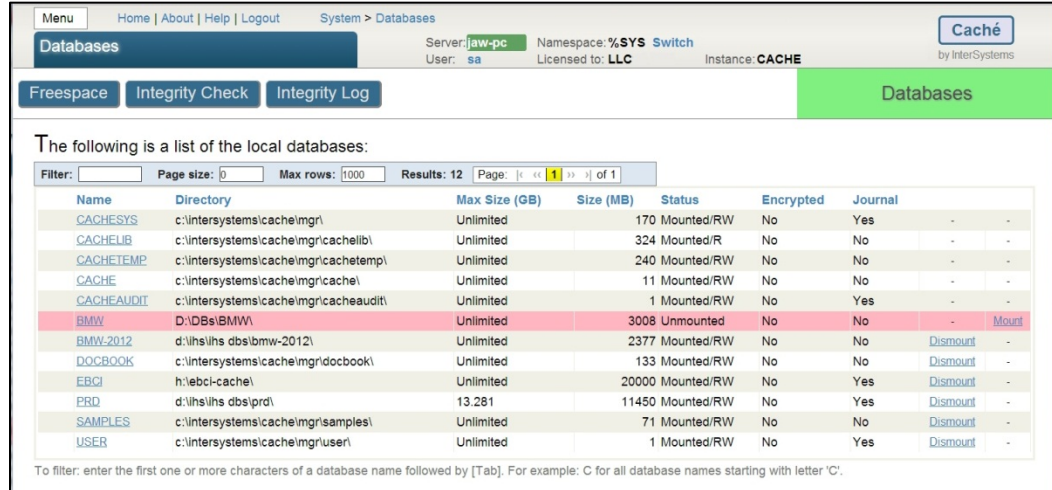 Menu Home | About | Help | Logout System > Databases
Databases
Server: jaw-pc Namespace: %SYS Switch
User: sa Licensed to: LLC Instance: CACHE
Caché
by InterSystems
Freespace Integrity Check Integrity Log Databases
The following is a list of the local databases:
Filter: Page size: 0 Max rows: 1000 Results: 12 Page: |< << 1 >> >| of 1
Name Directory Max Size (GB) Size (MB) Status Encrypted Journal
CACHESYS c:\intersystems\cache\mgr\ Unlimited 170 Mounted/RW No Yes - -
CACHELIB c:\intersystems\cache\mgr\cachelib\ Unlimited 324 Mounted/R No No - -
CACHETEMP c:\intersystems\cache\mgr\cachetemp\ Unlimited 240 Mounted/RW No No - -
CACHE c:\intersystems\cache\mgr\cache\ Unlimited 11 Mounted/RW No No - -
CACHEAUDIT c:\intersystems\cache\mgr\cacheaudit\ Unlimited 1 Mounted/RW No Yes - -
BMW D:\DBs\BMW\ Unlimited 3008 Unmounted No No - Mount
BMW-2012 d:\ihs\ihs dbs\bmw-2012\ Unlimited 2377 Mounted/RW No No Dismount -
DOCBOOK c:\intersystems\cache\mgr\docbook\ Unlimited 133 Mounted/RW No No Dismount -
EBCI h:\ebci-cache\ Unlimited 20000 Mounted/RW No Yes Dismount -
PRD d:\ihs\ihs dbs\prd\ 13.281 11450 Mounted/RW No Yes Dismount -
SAMPLES c:\intersystems\cache\mgr\samples\ Unlimited 71 Mounted/RW No No Dismount -
USER c:\intersystems\cache\mgr\user\ Unlimited 1 Mounted/RW No Yes Dismount -
To filter: enter the first one or more characters of a database name followed by [Tab]. For example: C for all database names starting with letter 'C'.